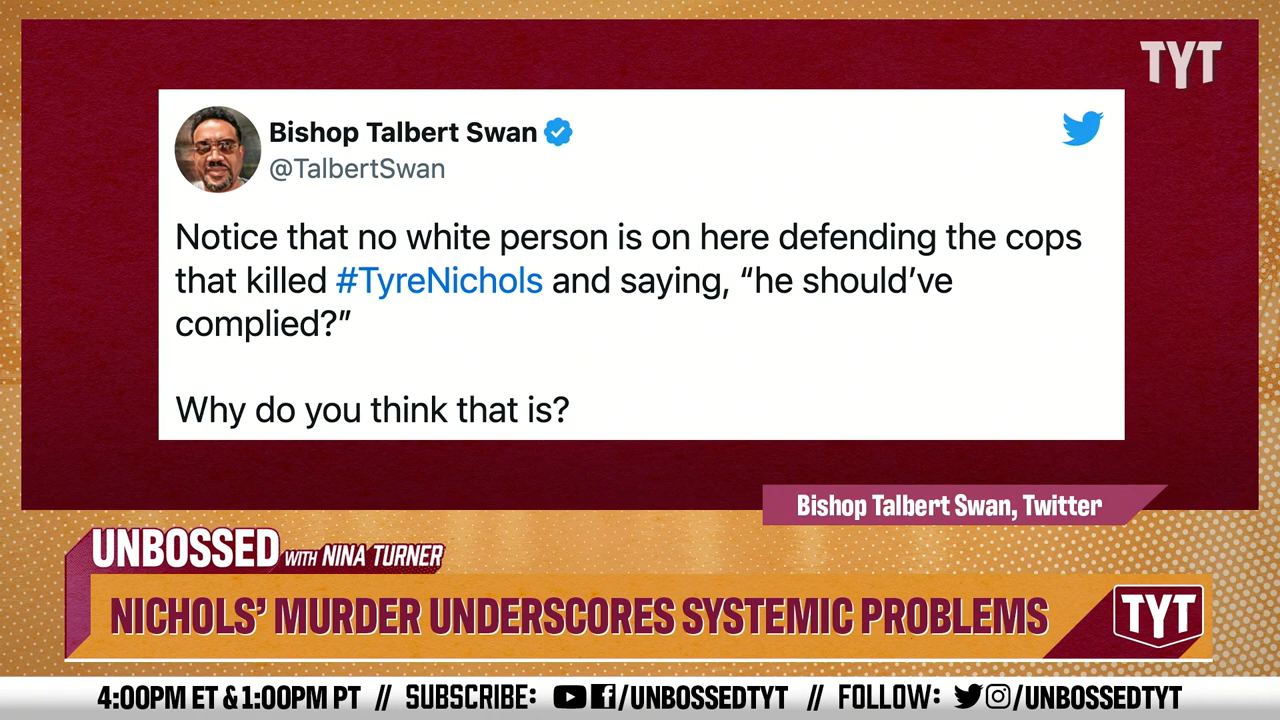 TYT
Bishop Talbert Swan
@TalbertSwan
Notice that no white person is on here defending the cops
that killed #TyreNichols and saying, “he should’ve
complied?”
Why do you think that is?
Bishop Talbert Swan, Twitter
UNBOSSED WITH NINA TURNER
NICHOLS’ MURDER UNDERSCORES SYSTEMIC PROBLEMS
TYT
4:00PM ET & 1:00PM PT // SUBSCRIBE: /UNBOSSEDTYT // FOLLOW: /UNBOSSEDTYT